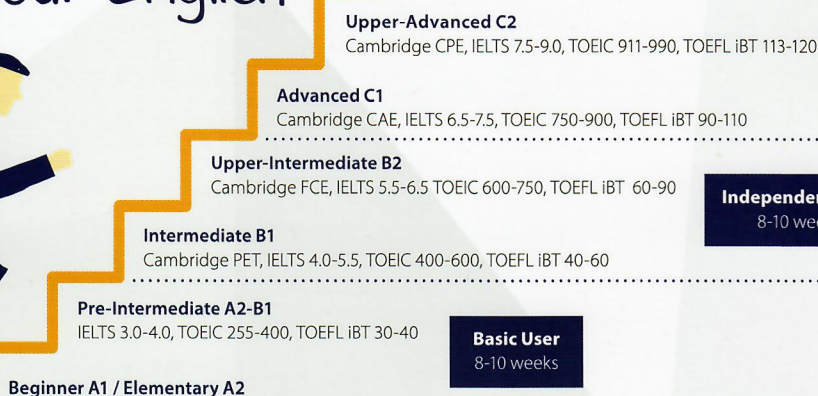 Upper-Advanced C2
Cambridge CPE, IELTS 7.5-9.0, TOEIC 911-990, TOEFL iBT 113-120
Advanced C1
Cambridge CAE, IELTS 6.5-7.5, TOEIC 750-900, TOEFL iBT 90-110
Upper-Intermediate B2
Cambridge FCE, IELTS 5.5-6.5 TOEIC 600-750, TOEFL iBT 60-90
8-10
Intermediate B1
Cambridge PET, IELTS 4.0-5.5, TOEIC 400-600, TOEFL iBT 40-60
Pre-Intermediate A2-B1
IELTS 3.0-4.0, TOEIC 255-400, TOEFL iBT 30-40
Basic User
8-10 weeks
Beginner A1 / Elementary A2